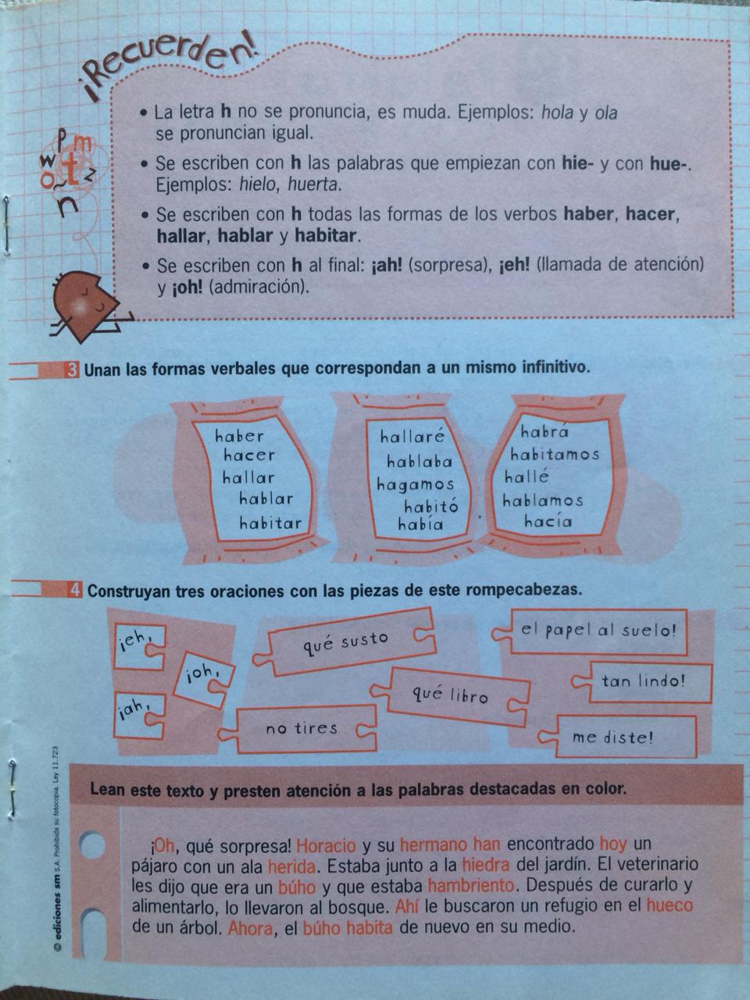 ¡Recuerden!
• La letra h no se pronuncia, es muda. Ejemplos: hola y ola
se pronuncian igual.
• Se escriben con h las palabras que empiezan con hie- y con hue-.
Ejemplos: hielo, huerta.
• Se escriben con h todas las formas de los verbos haber, hacer,
hallar, hablar y habitar.
• Se escriben con h al final: ¡ah! (sorpresa), ¡eh! (llamada de atención)
y ¡oh! (admiración).
P m
w t z
o ~
n
3 Unan las formas verbales que correspondan a un mismo infinitivo.
haber
hacer
hallar
hablar
habitar
hallaré
hablaba
hagamos
habitó
había
habrá
habitamos
hallé
hablamos
hacía
4 Construyan tres oraciones con las piezas de este rompecabezas.
¡eh,
¡oh,
¡ah,
qué susto
qué libro
no tires
el papel al suelo!
tan lindo!
me diste!
Lean este texto y presten atención a las palabras destacadas en color.
¡Oh, qué sorpresa! Horacio y su hermano han encontrado hoy un
pájaro con un ala herida. Estaba junto a la hiedra del jardín. El veterinario
les dijo que era un búho y que estaba hambriento. Después de curarlo y
alimentarlo, lo llevaron al bosque. Ahí le buscaron un refugio en el hueco
de un árbol. Ahora, el búho habita de nuevo en su medio.
© ediciones sm S.A. Prohibida su fotocopia. Ley 11.723